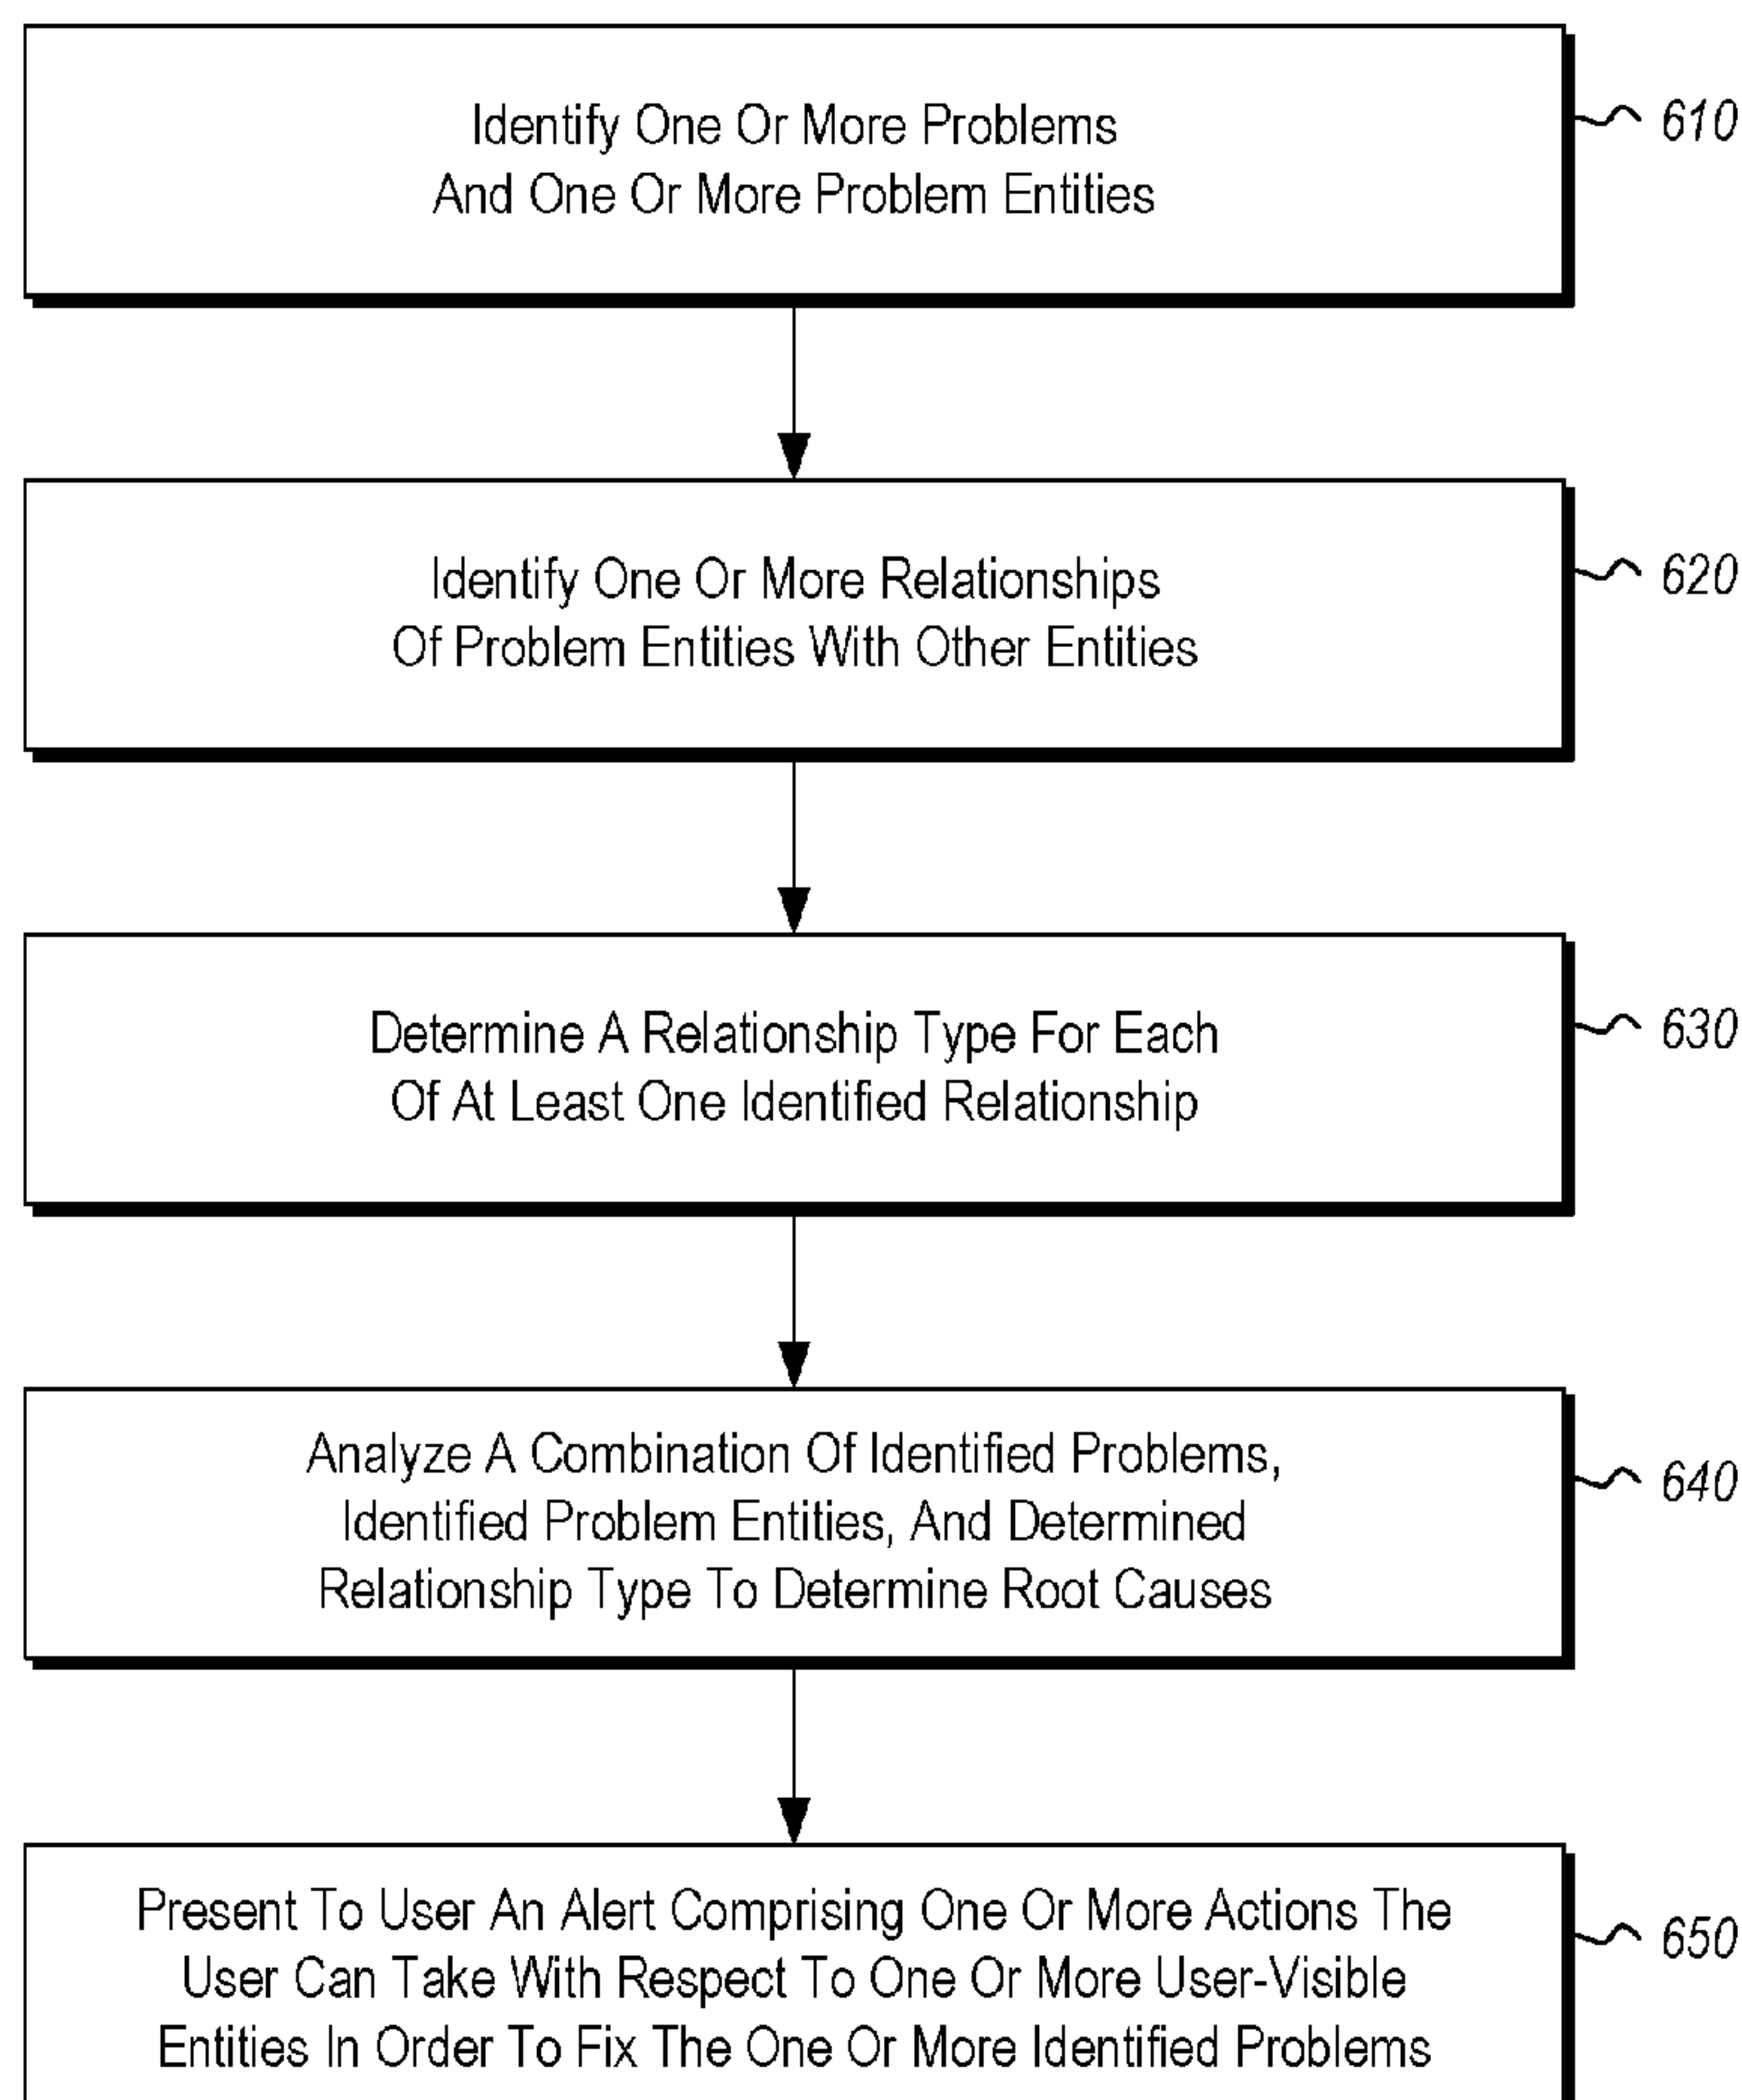 Identify One Or More Problems
And One Or More Problem Entities
610
Identify One Or More Relationships
Of Problem Entities With Other Entities
620
Determine A Relationship Type For Each
Of At Least One Identified Relationship
630
Analyze A Combination Of Identified Problems,
Identified Problem Entities, And Determined
Relationship Type To Determine Root Causes
640
Present To User An Alert Comprising One Or More Actions The
User Can Take With Respect To One Or More User-Visible
Entities In Order To Fix The One Or More Identified Problems
650